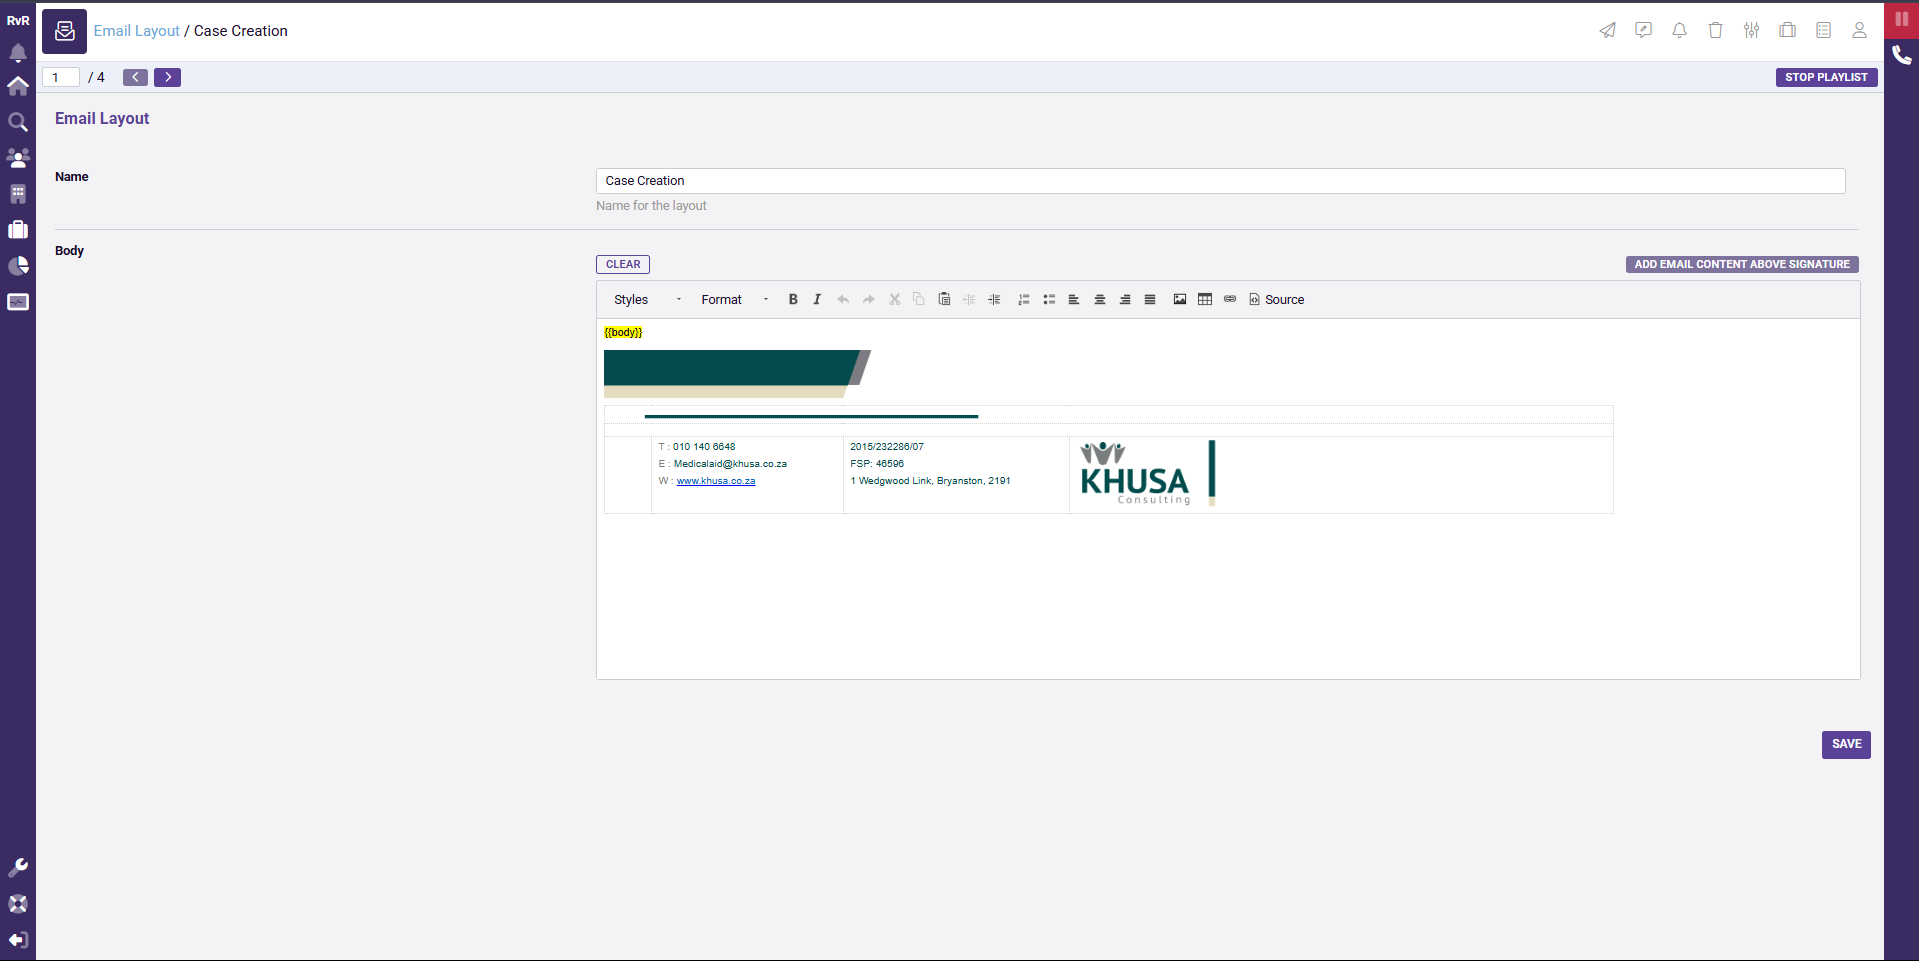 RvR
Email Layout / Case Creation
1 / 4
STOP PLAYLIST
Email Layout
Name
Case Creation
Name for the layout
Body
CLEAR
ADD EMAIL CONTENT ABOVE SIGNATURE
Styles Format B I Source
{{body}}
T : 010 140 6648
E : Medicalaid@khusa.co.za
W : www.khusa.co.za
2015/232286/07
FSP: 46596
1 Wedgwood Link, Bryanston, 2191
KHUSA
Consulting
SAVE